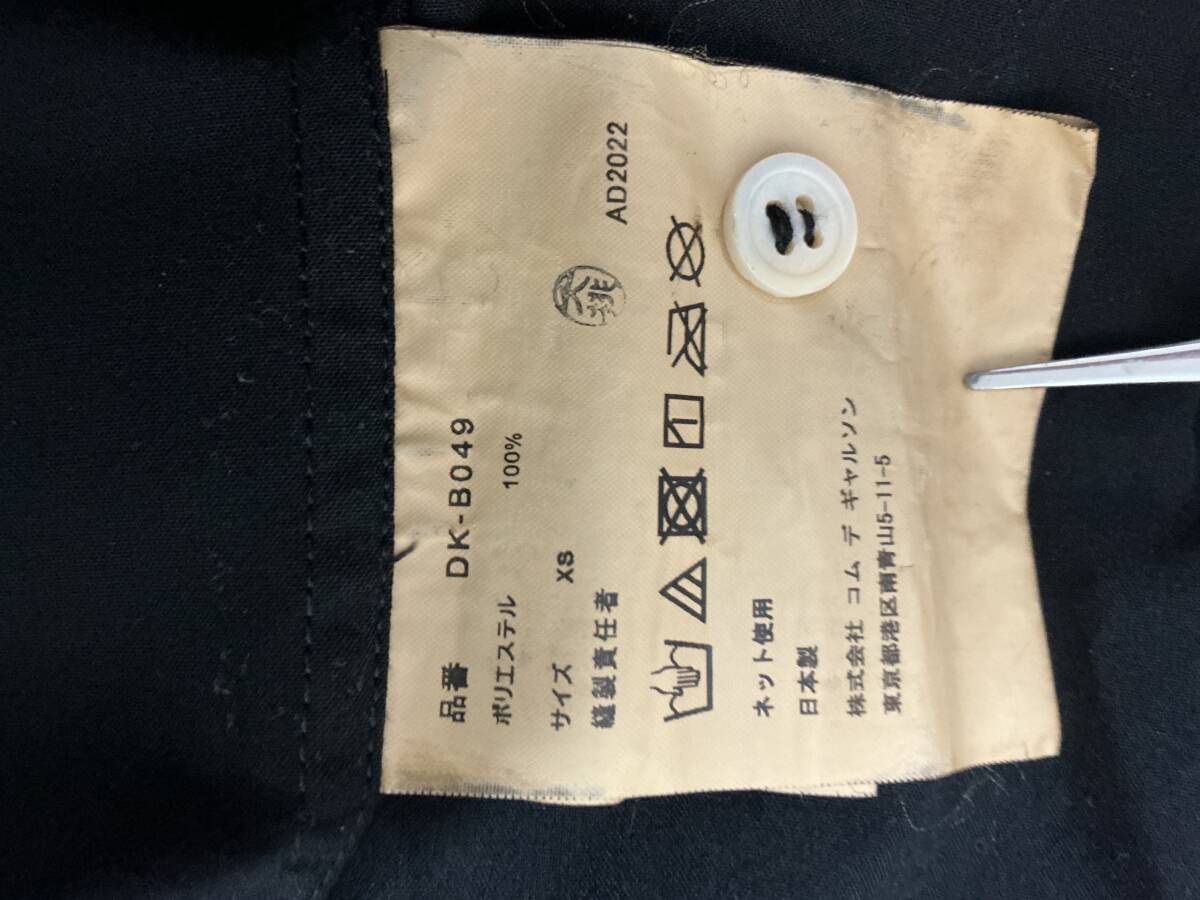 品番 DK-B049
ポリエステル 100%
サイズ XS
縫製責任者 AD2022
ネット使用
日本製
株式会社 コム デ ギャルソン
東京都港区南青山5-11-5